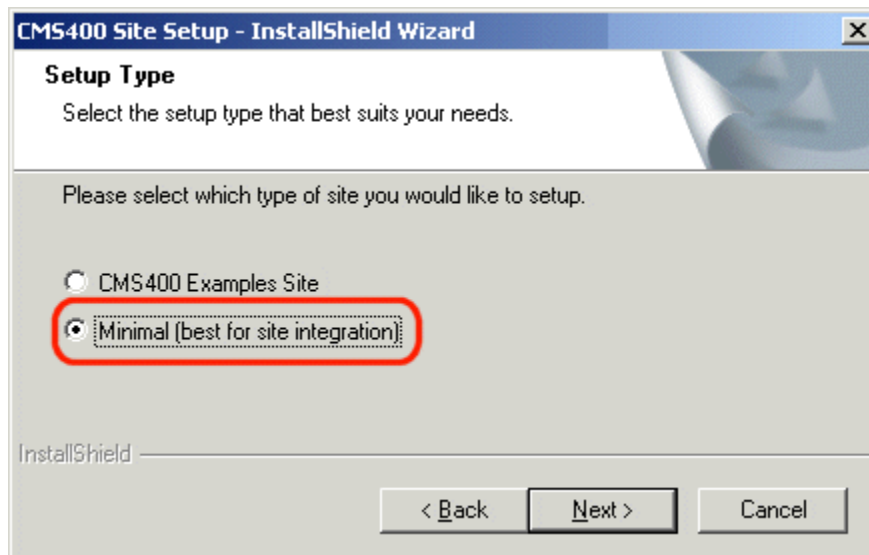 CMS400 Site Setup - InstallShield Wizard
Setup Type
Select the setup type that best suits your needs.
Please select which type of site you would like to setup.
CMS400 Examples Site
Minimal (best for site integration)
InstallShield
< Back
Next >
Cancel